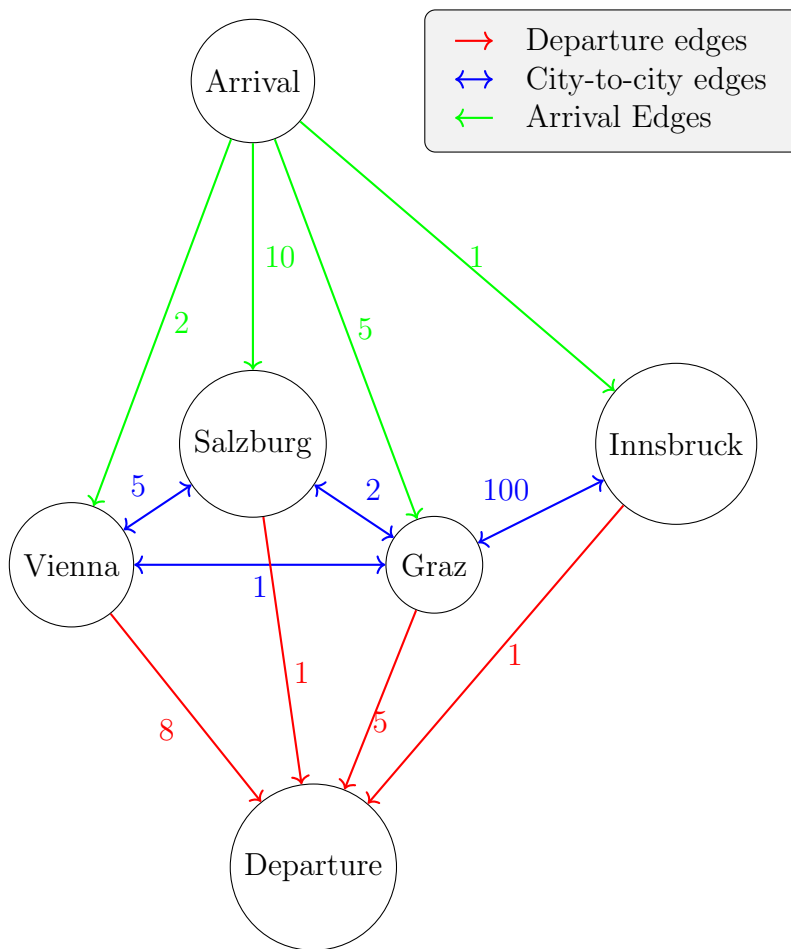 Arrival
Departure edges
City-to-city edges
Arrival Edges
10
1
2
5
Salzburg
Innsbruck
5
2
100
Vienna
Graz
1
1
1
8
5
Departure